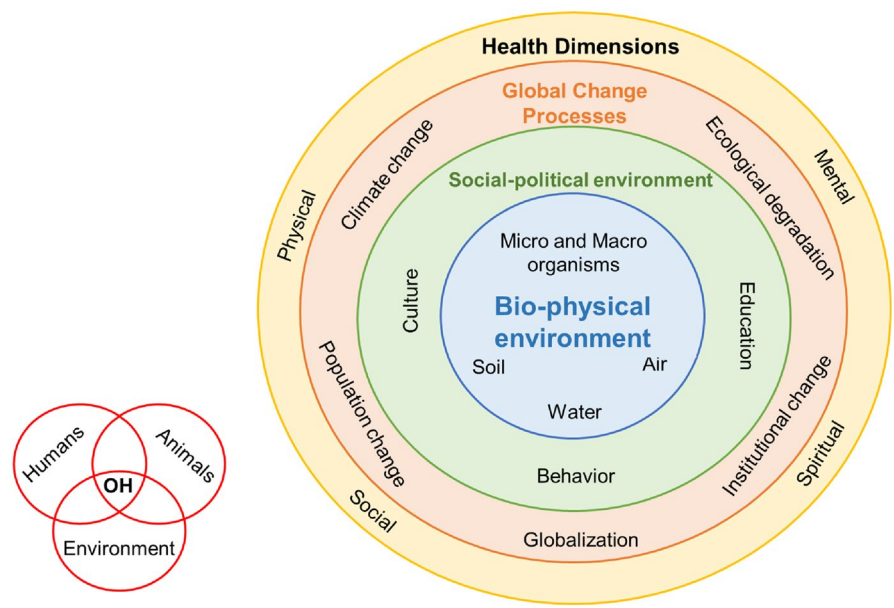 Health Dimensions
Global Change
Processes
Climate change
Ecological degradation
Mental
Physical
Social-political environment
Micro and Macro
organisms
Culture
Bio-physical
environment
Education
Soil
Air
Water
Population change
Institutional change
Spiritual
Behavior
Social
Globalization
Humans
Animals
OH
Environment